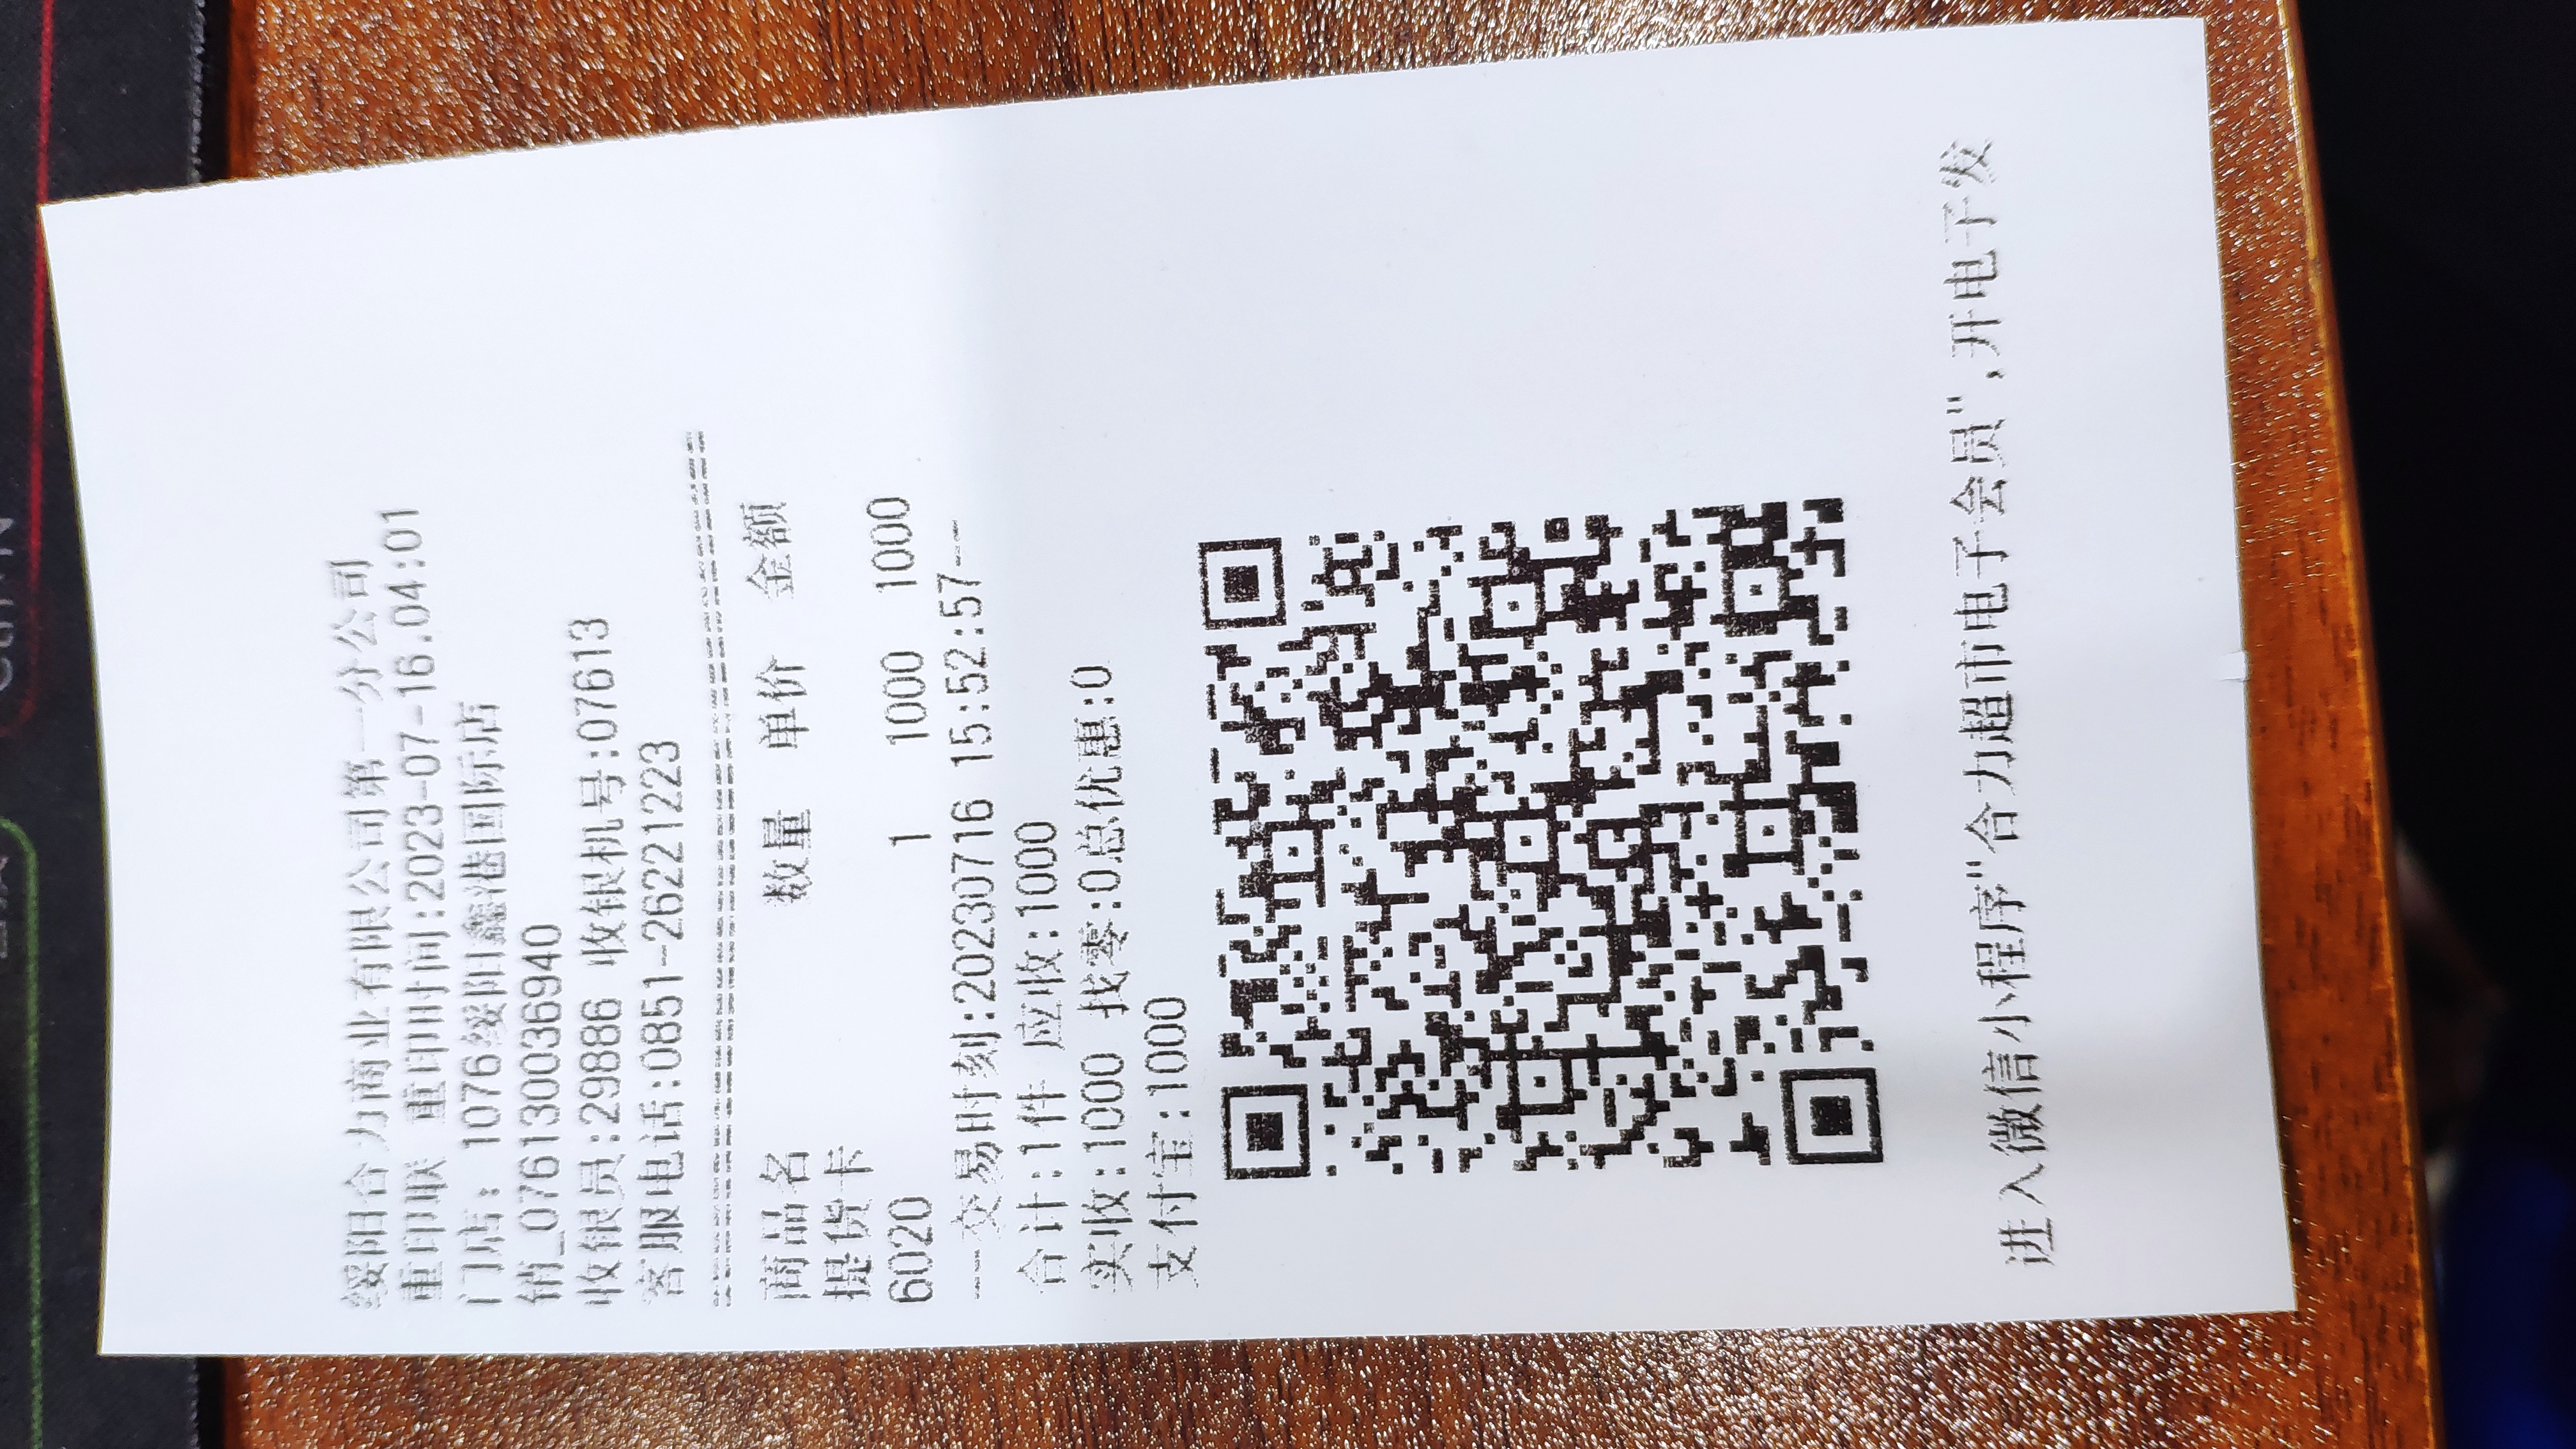 绥阳合力商业有限公司第一分公司
重印联 重印时间:2023-07-16.04:01
门店: 1076绥阳鑫港国际店
销_076130036940
收银员:29886 收银机号:07613
客服电话:0851-26221223
商品名 数量 单价 金额
提货卡
6020 1 1000 1000
--交易时刻:20230716 15:52:57--
合计:1件 应收:1000
实收:1000 找零:0总优惠:0
支付宝:1000
进入微信小程序"合力超市电子会员",开电子发